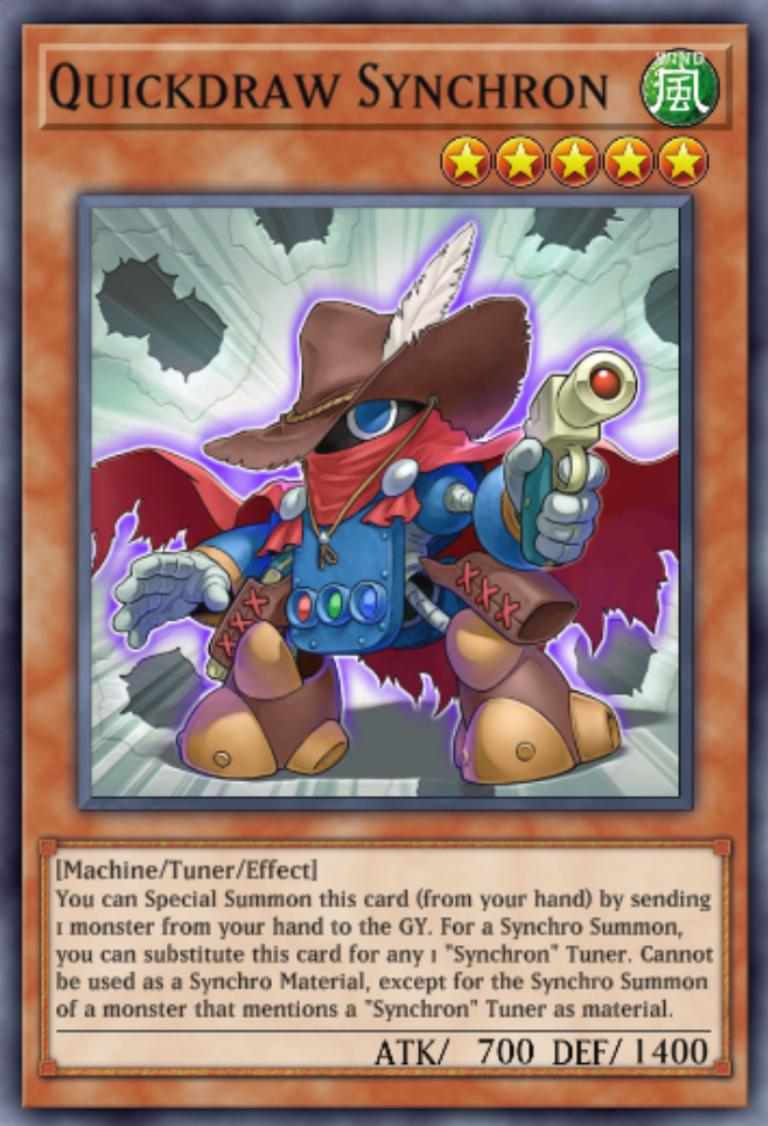 Quickdraw Synchron
WIND
風
[Machine/Tuner/Effect]
You can Special Summon this card (from your hand) by sending
1 monster from your hand to the GY. For a Synchro Summon,
you can substitute this card for any 1 "Synchron" Tuner. Cannot
be used as a Synchro Material, except for the Synchro Summon
of a monster that mentions a "Synchron" Tuner as material.
ATK/ 700 DEF/ 1400